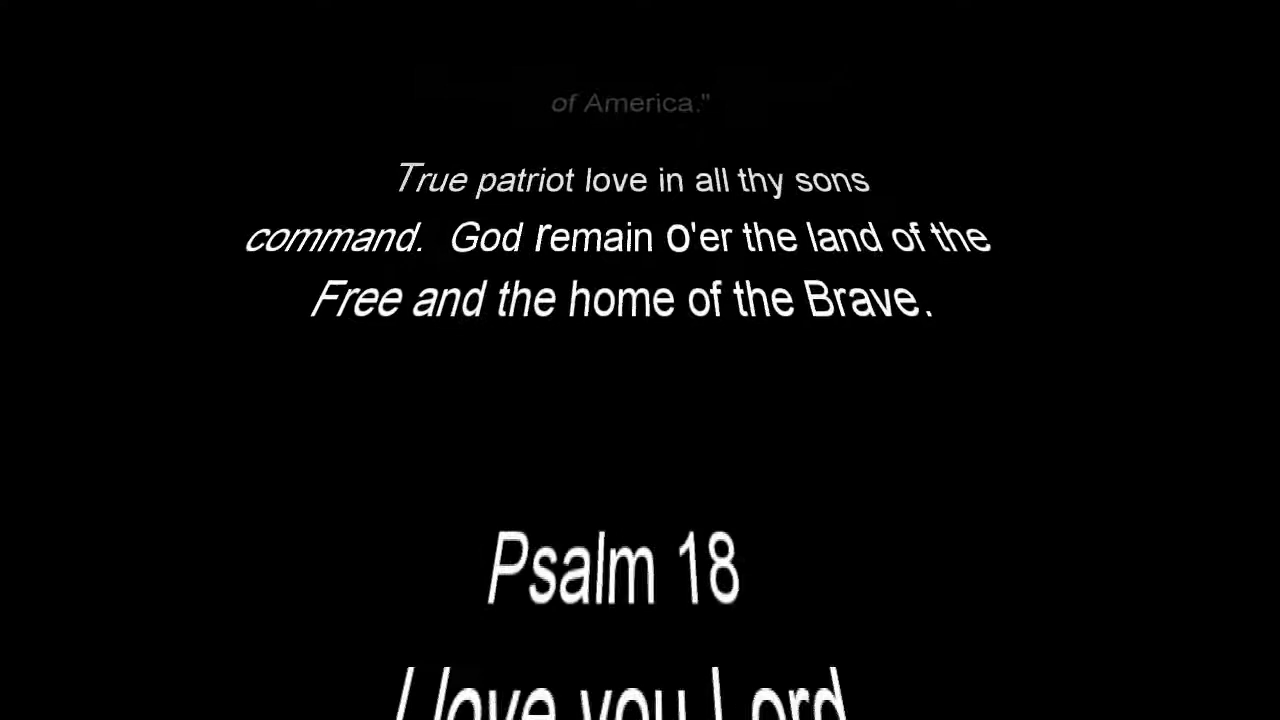 of America."
True patriot love in all thy sons
command.  God remain o'er the land of the
Free and the home of the Brave.
Psalm 18
I love you Lord